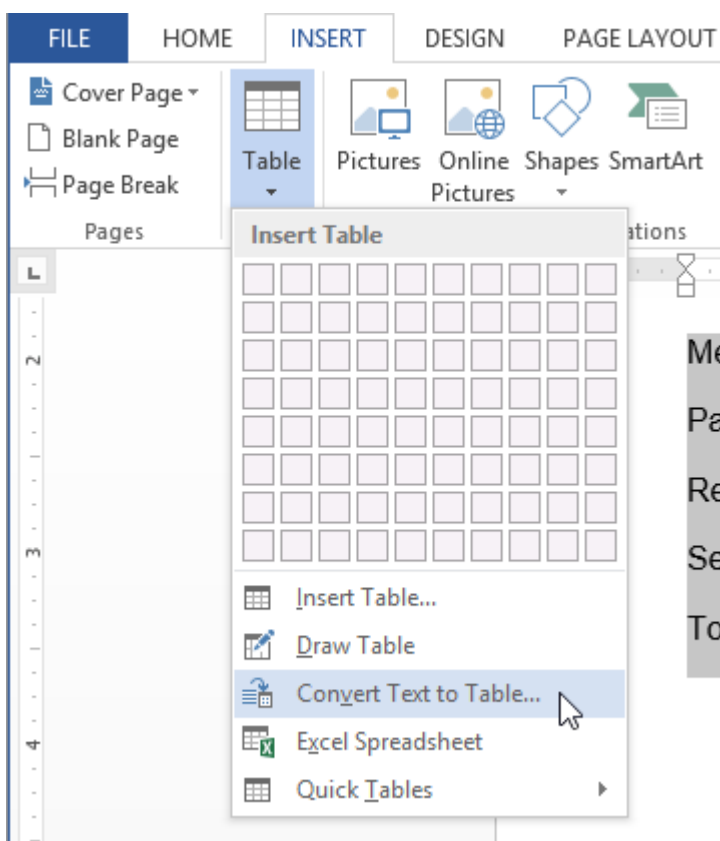 FILE HOME INSERT DESIGN PAGE LAYOUT
Cover Page
Blank Page
Page Break
Table
Pictures
Online
Pictures
Shapes
SmartArt
Pages
ations
Insert Table
L
2
3
4
Me
Pa
Re
Se
To
Insert Table...
Draw Table
Convert Text to Table...
Excel Spreadsheet
Quick Tables